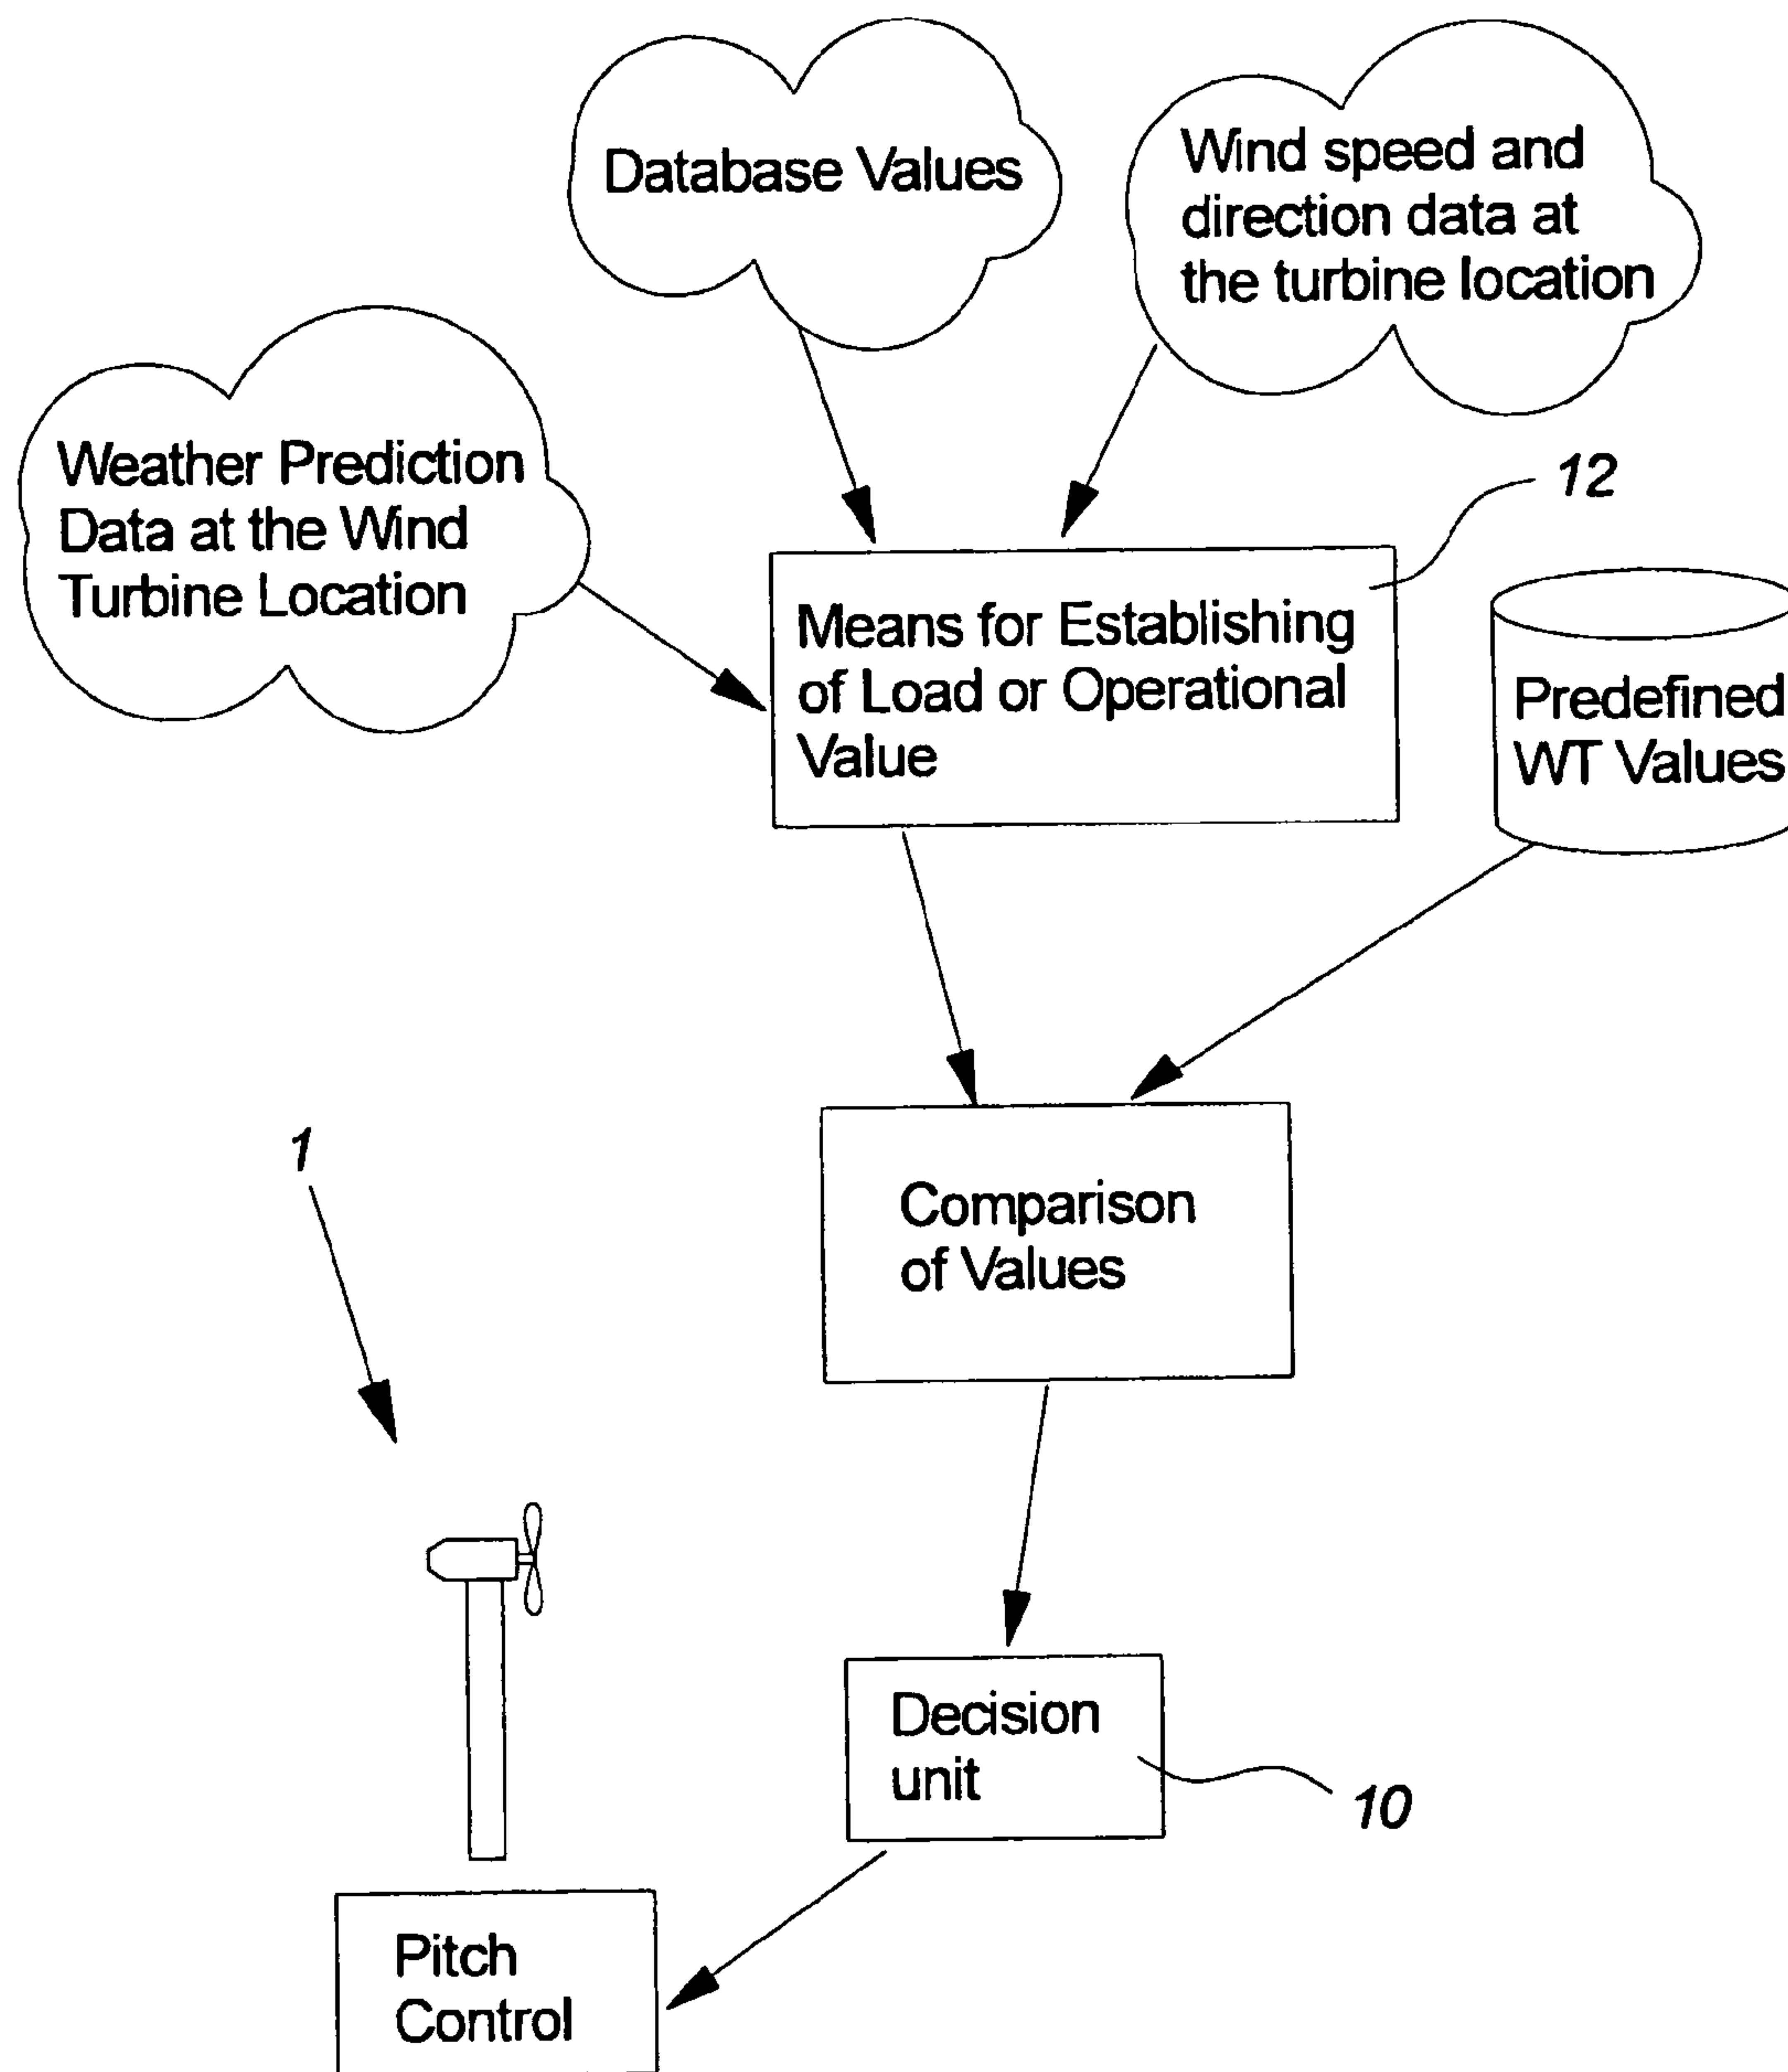 Database Values
Wind speed and
direction data at
the turbine location
Weather Prediction
Data at the Wind
Turbine Location
12
Means for Establishing
of Load or Operational
Value
Predefined
WT Values
1
Comparison
of Values
Decision
unit
10
Pitch
Control